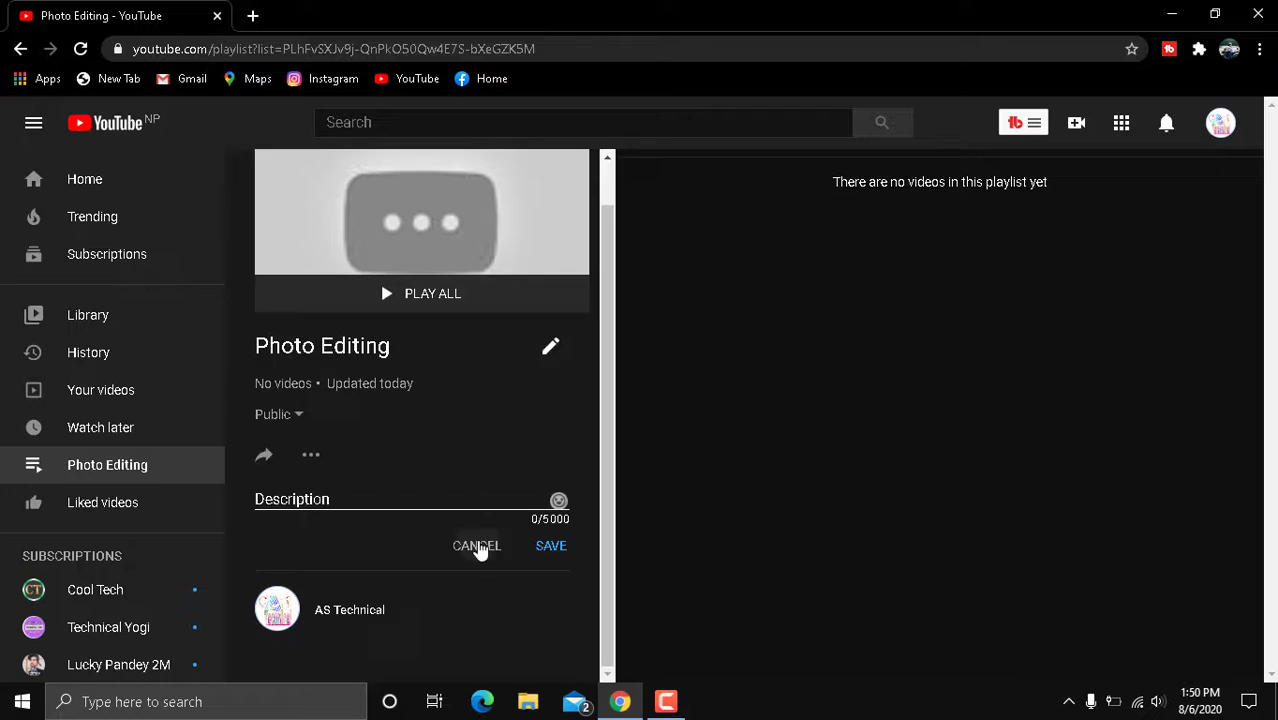 Photo Editing - YouTube
youtube.com/playlist?list=PLhFvSXJv9j-QnPkO50Qw4E7S-bXeGZK5M
Apps New Tab Gmail Maps Instagram YouTube Home
YouTube NP Search tb
Home
Trending
Subscriptions
Library
History
Your videos
Watch later
Photo Editing
Liked videos
SUBSCRIPTIONS
CT Cool Tech
Technical Yogi
Lucky Pandey 2M
PLAY ALL
Photo Editing
No videos • Updated today
Public
Description
0/5000
CANCEL SAVE
AS Technical
There are no videos in this playlist yet
Type here to search
2
1:50 PM
8/6/2020